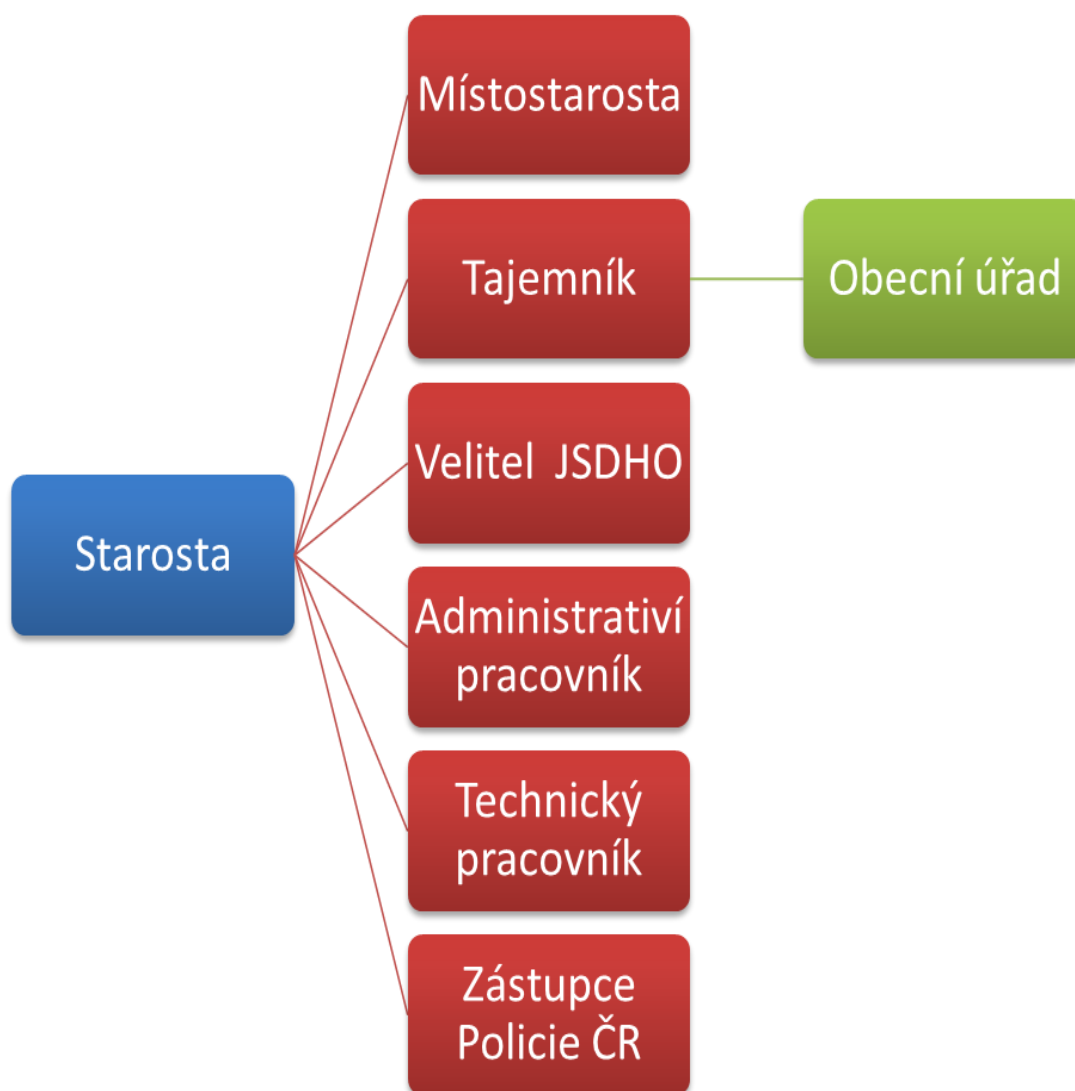 Místostarosta
Tajemník
Obecní úřad
Velitel  JSDHO
Starosta
Administrativí
pracovník
Technický
pracovník
Zástupce
Policie ČR